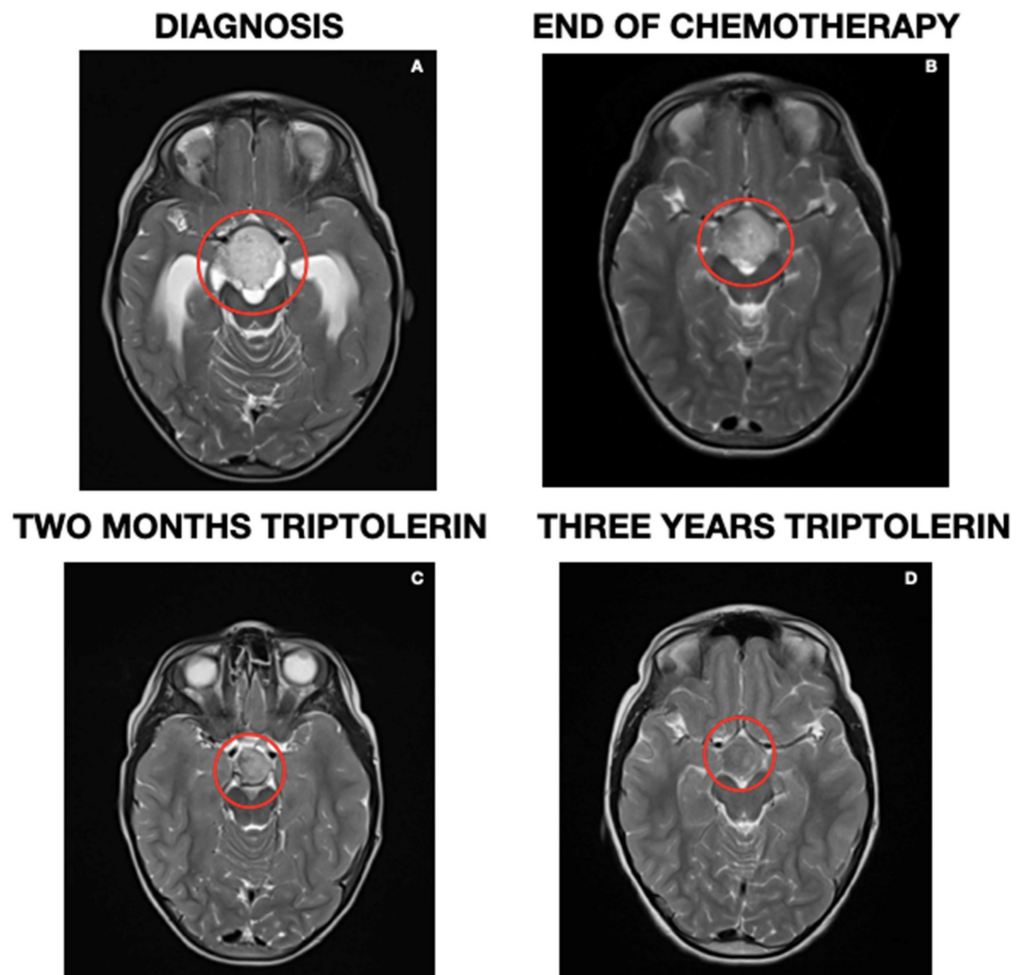 DIAGNOSIS
END OF CHEMOTHERAPY
A
B
TWO MONTHS TRIPTOLERIN
THREE YEARS TRIPTOLERIN
C
D